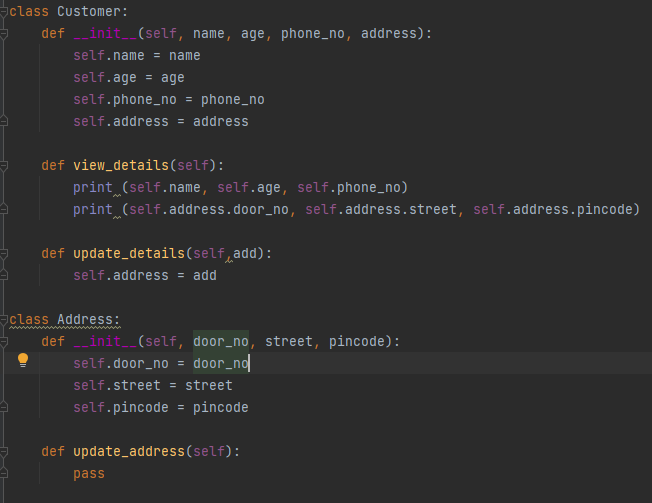 class Customer:
    def __init__(self, name, age, phone_no, address):
        self.name = name
        self.age = age
        self.phone_no = phone_no
        self.address = address

    def view_details(self):
        print (self.name, self.age, self.phone_no)
        print (self.address.door_no, self.address.street, self.address.pincode)

    def update_details(self,add):
        self.address = add

class Address:
    def __init__(self, door_no, street, pincode):
        self.door_no = door_no
        self.street = street
        self.pincode = pincode

    def update_address(self):
        pass